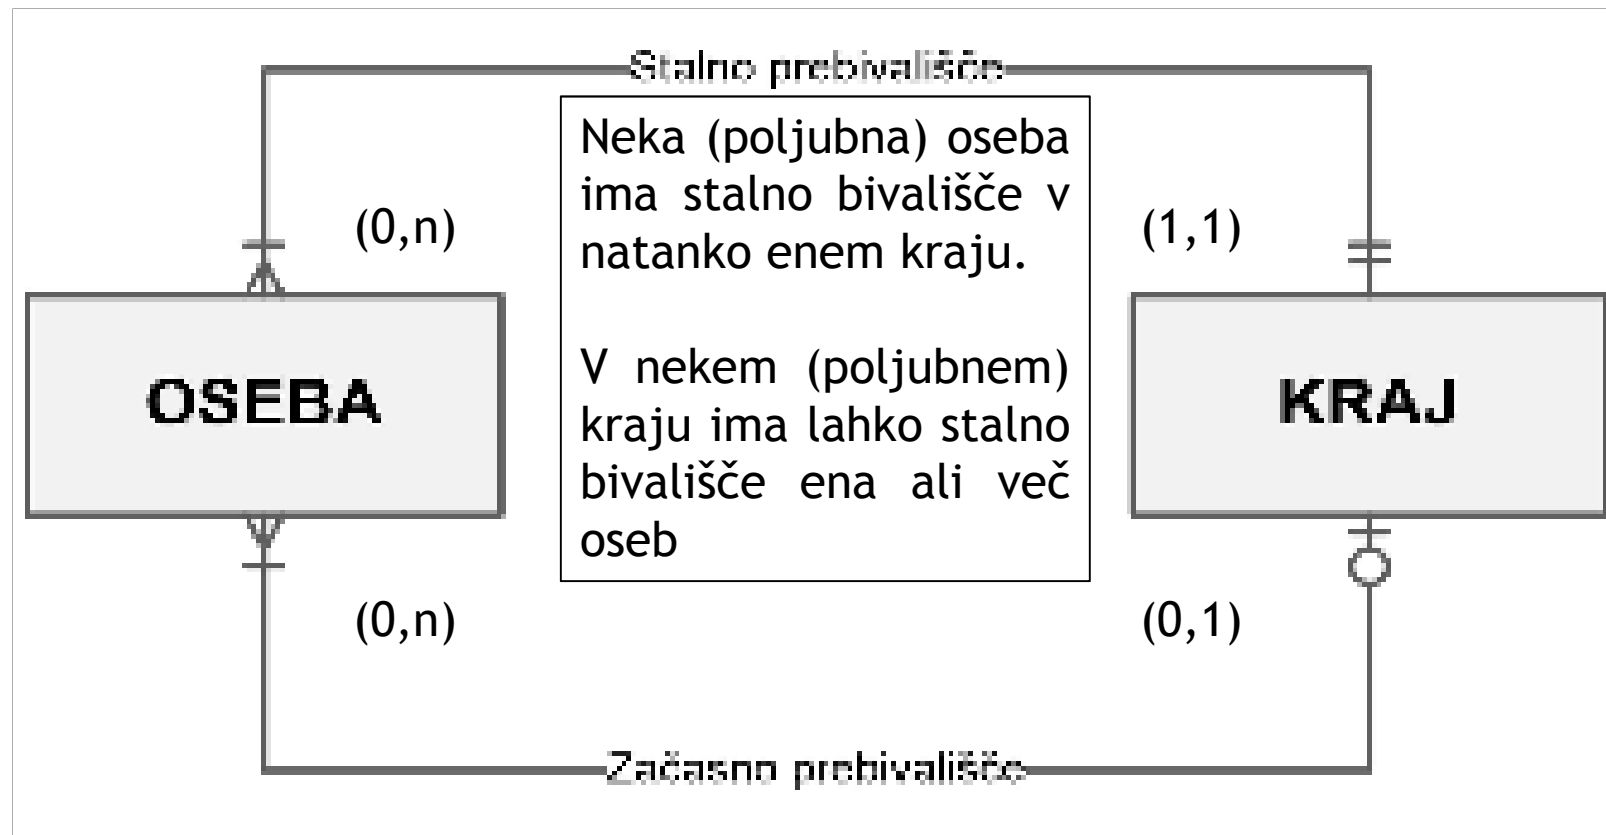 Stalno prebivališče
Neka (poljubna) oseba
ima stalno bivališče v
natanko enem kraju.
V nekem (poljubnem)
kraju ima lahko stalno
bivališče ena ali več
oseb
(0,n)
(1,1)
OSEBA
KRAJ
(0,n)
(0,1)
Začasno prebivališče